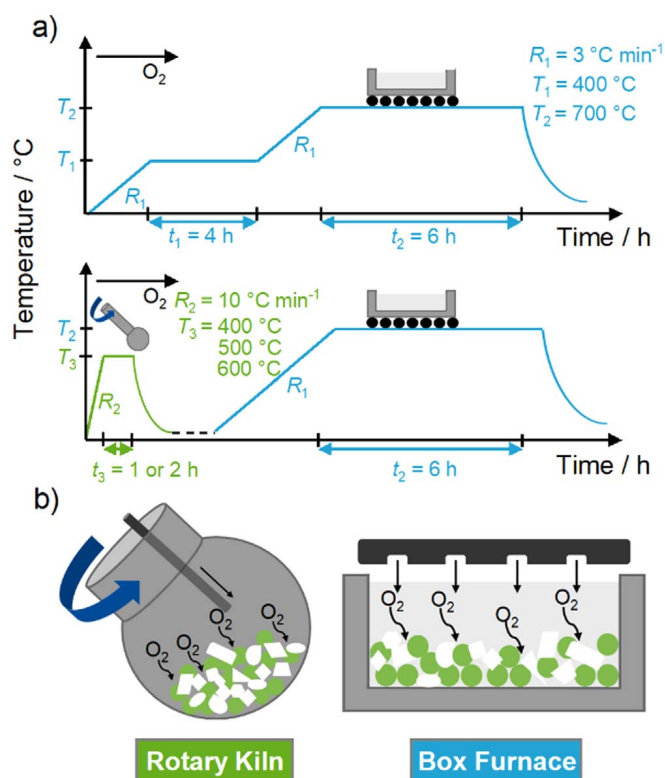 a)
O₂
R₁ = 3 °C min⁻¹
T₁ = 400 °C
T₂ = 700 °C
T₂
T₁
R₁
R₁
t₁ = 4 h
t₂ = 6 h
Time / h
Temperature / °C
O₂
R₂ = 10 °C min⁻¹
T₃ = 400 °C
500 °C
600 °C
T₂
T₃
R₂
R₁
t₃ = 1 or 2 h
t₂ = 6 h
Time / h
b)
O₂
O₂
O₂
O₂
O₂ O₂ O₂ O₂
Rotary Kiln
Box Furnace